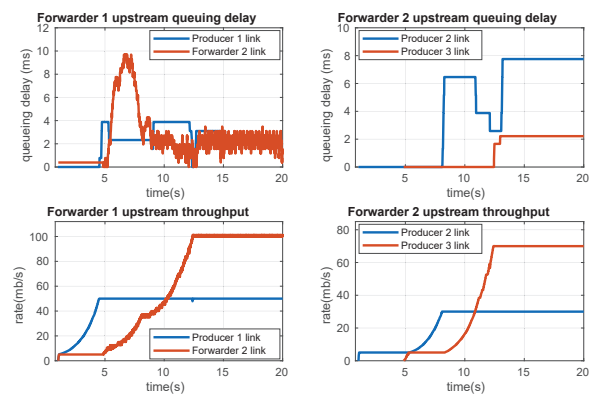 Forwarder 1 upstream queuing delay
12
10
8
6
4
2
0
queueing delay (ms)
Producer 1 link
Forwarder 2 link
5
10
15
20
time(s)
Forwarder 2 upstream queuing delay
10
8
6
4
2
0
queueing delay (ms)
Producer 2 link
Producer 3 link
5
10
15
20
time(s)
Forwarder 1 upstream throughput
100
80
60
40
20
0
rate(mb/s)
Producer 1 link
Forwarder 2 link
5
10
15
20
time(s)
Forwarder 2 upstream throughput
80
60
40
20
0
rate(mb/s)
Producer 2 link
Producer 3 link
5
10
15
20
time(s)